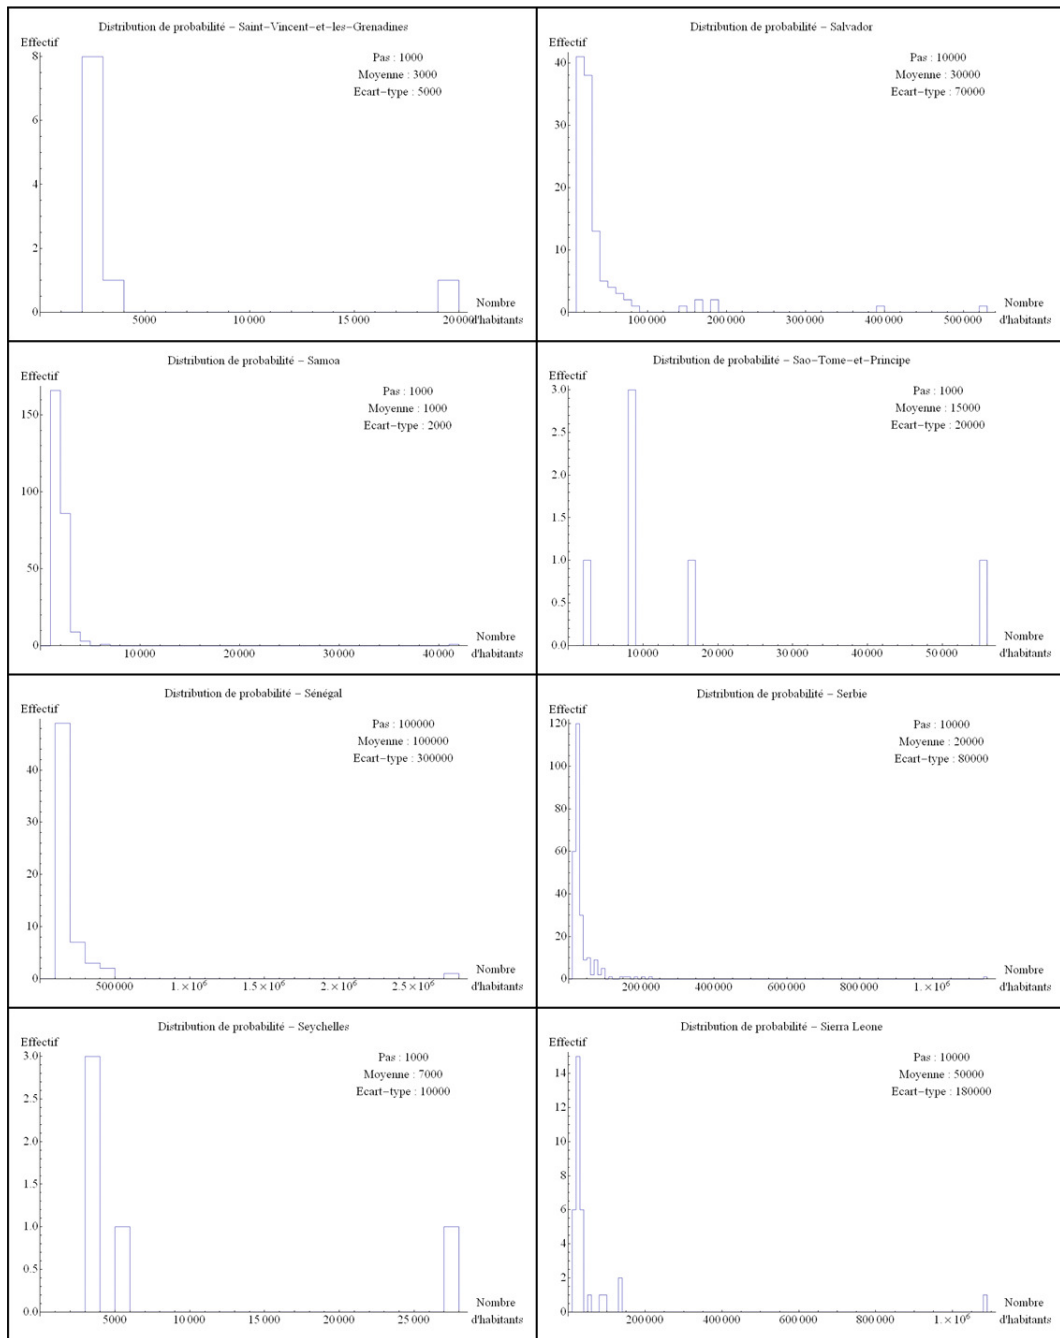 Distribution de probabilité − Saint−Vincent−et−les−Grenadines
Effectif
Pas : 1000
Moyenne : 3000
Ecart−type : 5000
8
6
4
2
0
5000
10 000
15 000
20 000
Nombre
d'habitants
Distribution de probabilité − Salvador
Effectif
Pas : 10000
Moyenne : 30000
Ecart−type : 70000
40
30
20
10
0
100 000
200 000
300 000
400 000
500 000
Nombre
d'habitants
Distribution de probabilité − Samoa
Effectif
Pas : 1000
Moyenne : 1000
Ecart−type : 2000
150
100
50
0
10 000
20 000
30 000
40 000
Nombre
d'habitants
Distribution de probabilité − Sao−Tome−et−Principe
Effectif
Pas : 1000
Moyenne : 15000
Ecart−type : 20000
3.0
2.5
2.0
1.5
1.0
0.5
0.0
10 000
20 000
30 000
40 000
50 000
Nombre
d'habitants
Distribution de probabilité − Sénégal
Effectif
Pas : 100000
Moyenne : 100000
Ecart−type : 300000
40
30
20
10
0
500 000
1. × 10⁶
1.5 × 10⁶
2. × 10⁶
2.5 × 10⁶
Nombre
d'habitants
Distribution de probabilité − Serbie
Effectif
Pas : 10000
Moyenne : 20000
Ecart−type : 80000
120
100
80
60
40
20
0
200 000
400 000
600 000
800 000
1. × 10⁶
Nombre
d'habitants
Distribution de probabilité − Seychelles
Effectif
Pas : 1000
Moyenne : 7000
Ecart−type : 10000
3.0
2.5
2.0
1.5
1.0
0.5
0.0
5000
10 000
15 000
20 000
25 000
Nombre
d'habitants
Distribution de probabilité − Sierra Leone
Effectif
Pas : 10000
Moyenne : 50000
Ecart−type : 180000
14
12
10
8
6
4
2
0
200 000
400 000
600 000
800 000
1. × 10⁶
Nombre
d'habitants